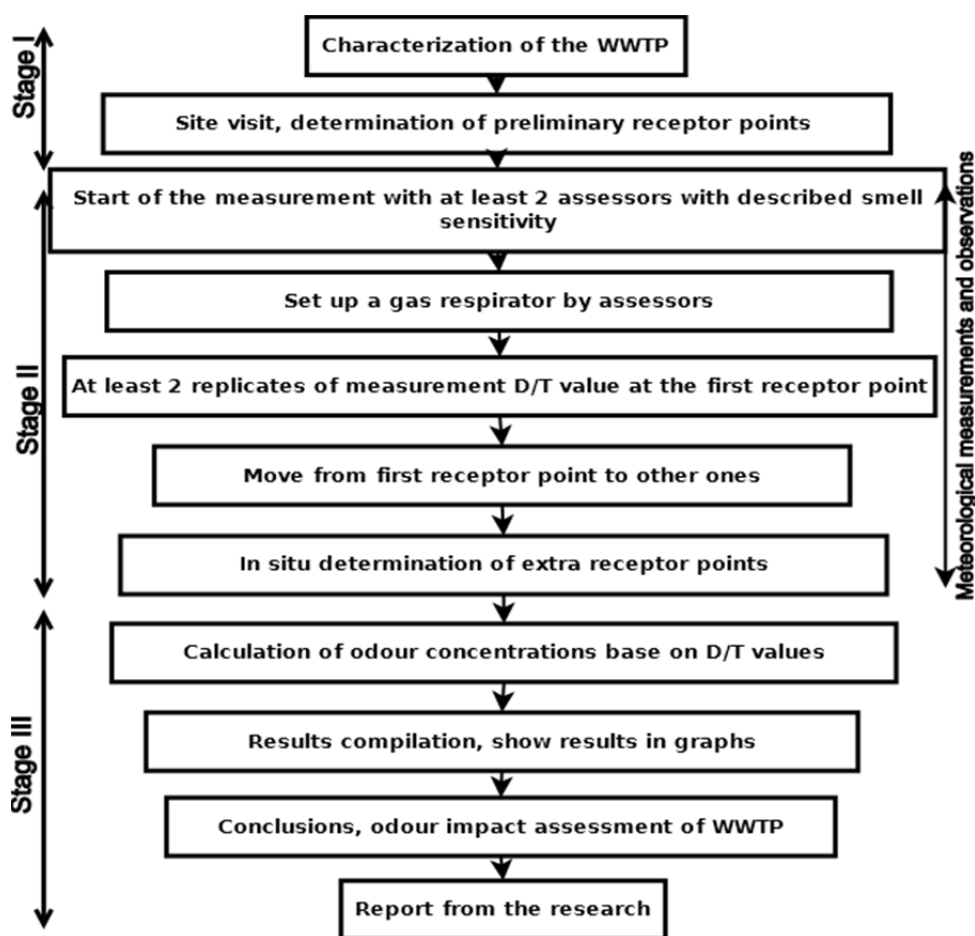 Stage I
Characterization of the WWTP
Site visit, determination of preliminary receptor points
Stage II
Start of the measurement with at least 2 assessors with described smell
sensitivity
Set up a gas respirator by assessors
At least 2 replicates of measurement D/T value at the first receptor point
Move from first receptor point to other ones
In situ determination of extra receptor points
Meteorological measurements and observations
Stage III
Calculation of odour concentrations base on D/T values
Results compilation, show results in graphs
Conclusions, odour impact assessment of WWTP
Report from the research